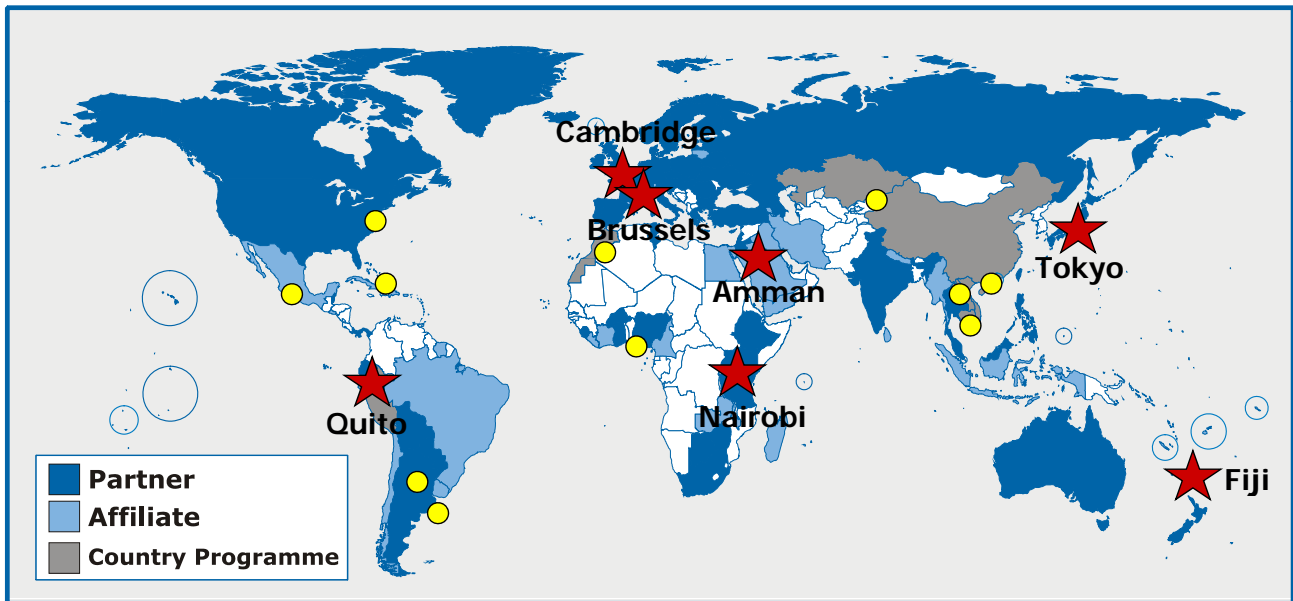 Cambridge
Brussels
Tokyo
Amman
Nairobi
Quito
Fiji
Partner
Affiliate
Country Programme